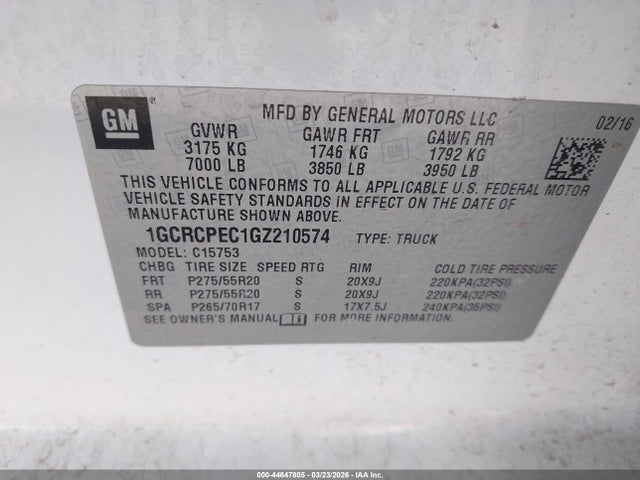 GM
MFD BY GENERAL MOTORS LLC
02/16
GVWR GAWR FRT GAWR RR
3175 KG 1746 KG 1792 KG
7000 LB 3850 LB 3950 LB
THIS VEHICLE CONFORMS TO ALL APPLICABLE U.S. FEDERAL MOTOR
VEHICLE SAFETY STANDARDS IN EFFECT ON THE DATE OF
MANUFACTURE SHOWN ABOVE.
1GCRCPEC1GZ210574 TYPE: TRUCK
MODEL: C15753
CHBG TIRE SIZE SPEED RTG RIM COLD TIRE PRESSURE
FRT P275/55R20 S 20X9J 220KPA(32PSI)
RR P275/55R20 S 20X9J 220KPA(32PSI)
SPA P265/70R17 S 17X7.5J 240KPA(35PSI)
SEE OWNER'S MANUAL FOR MORE INFORMATION.
000-44647805 - 03/23/2026 - IAAI